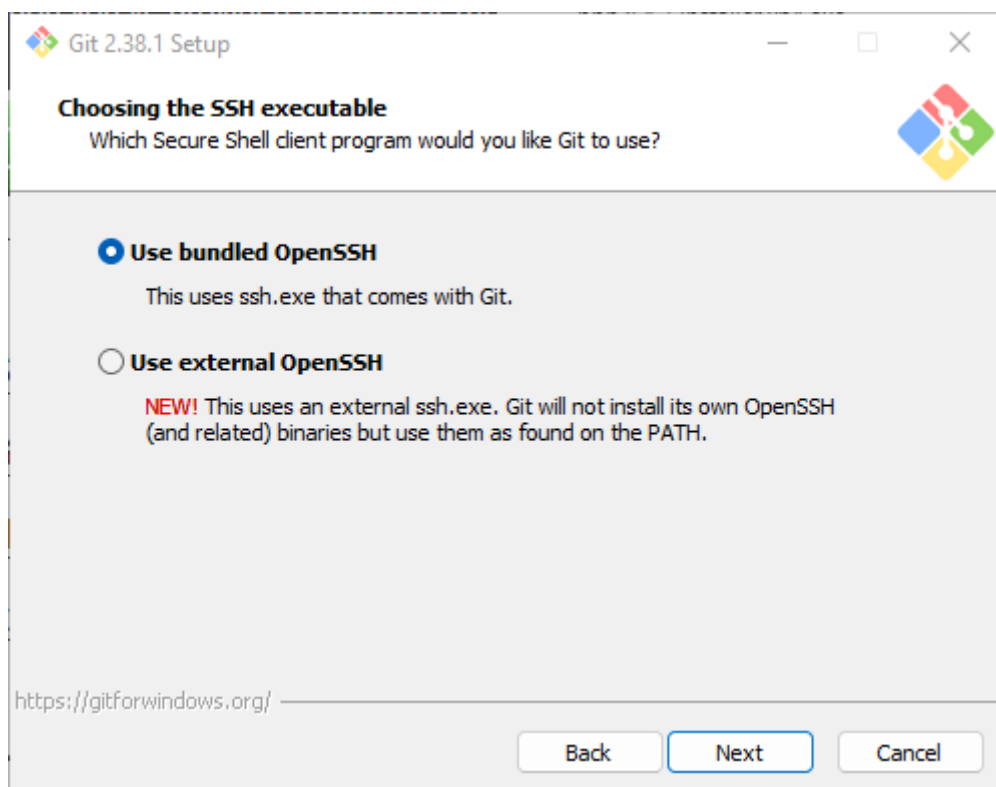 Git 2.38.1 Setup
Choosing the SSH executable
Which Secure Shell client program would you like Git to use?
Use bundled OpenSSH
This uses ssh.exe that comes with Git.
Use external OpenSSH
NEW! This uses an external ssh.exe. Git will not install its own OpenSSH
(and related) binaries but use them as found on the PATH.
https://gitforwindows.org/
Back Next Cancel